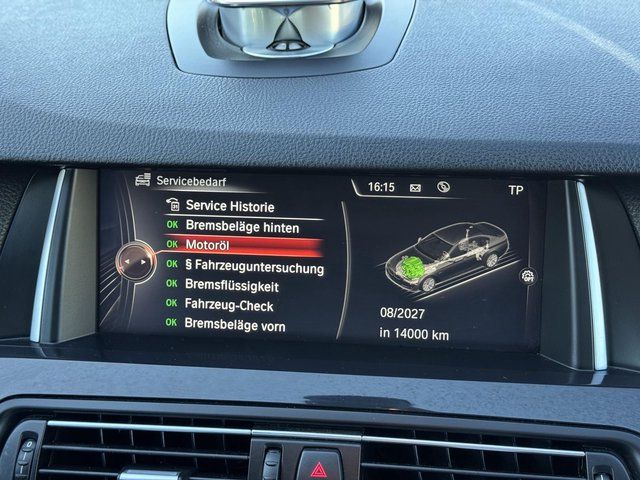 Servicebedarf
16:15
TP
Service Historie
OK Bremsbeläge hinten
OK Motoröl
OK § Fahrzeuguntersuchung
OK Bremsflüssigkeit
OK Fahrzeug-Check
OK Bremsbeläge vorn
08/2027
in 14000 km